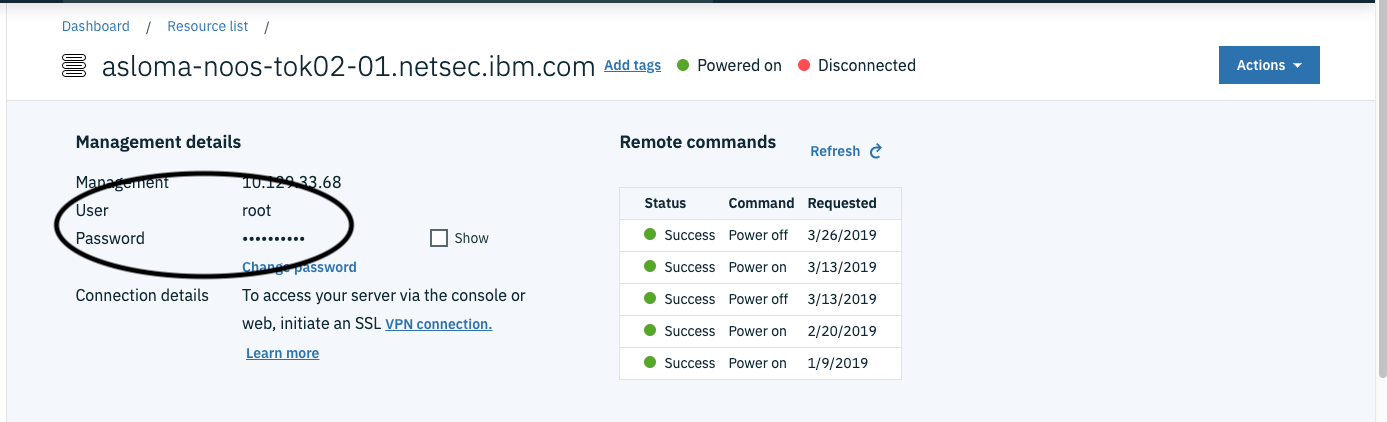 Dashboard / Resource list /
asloma-noos-tok02-01.netsec.ibm.com Add tags Powered on Disconnected Actions
Management details
Management 10.129.33.68
User root
Password •••••••••• Show
Change password
Connection details To access your server via the console or
web, initiate an SSL VPN connection.
Learn more
Remote commands Refresh
Status Command Requested
Success Power off 3/26/2019
Success Power on 3/13/2019
Success Power off 3/13/2019
Success Power on 2/20/2019
Success Power on 1/9/2019